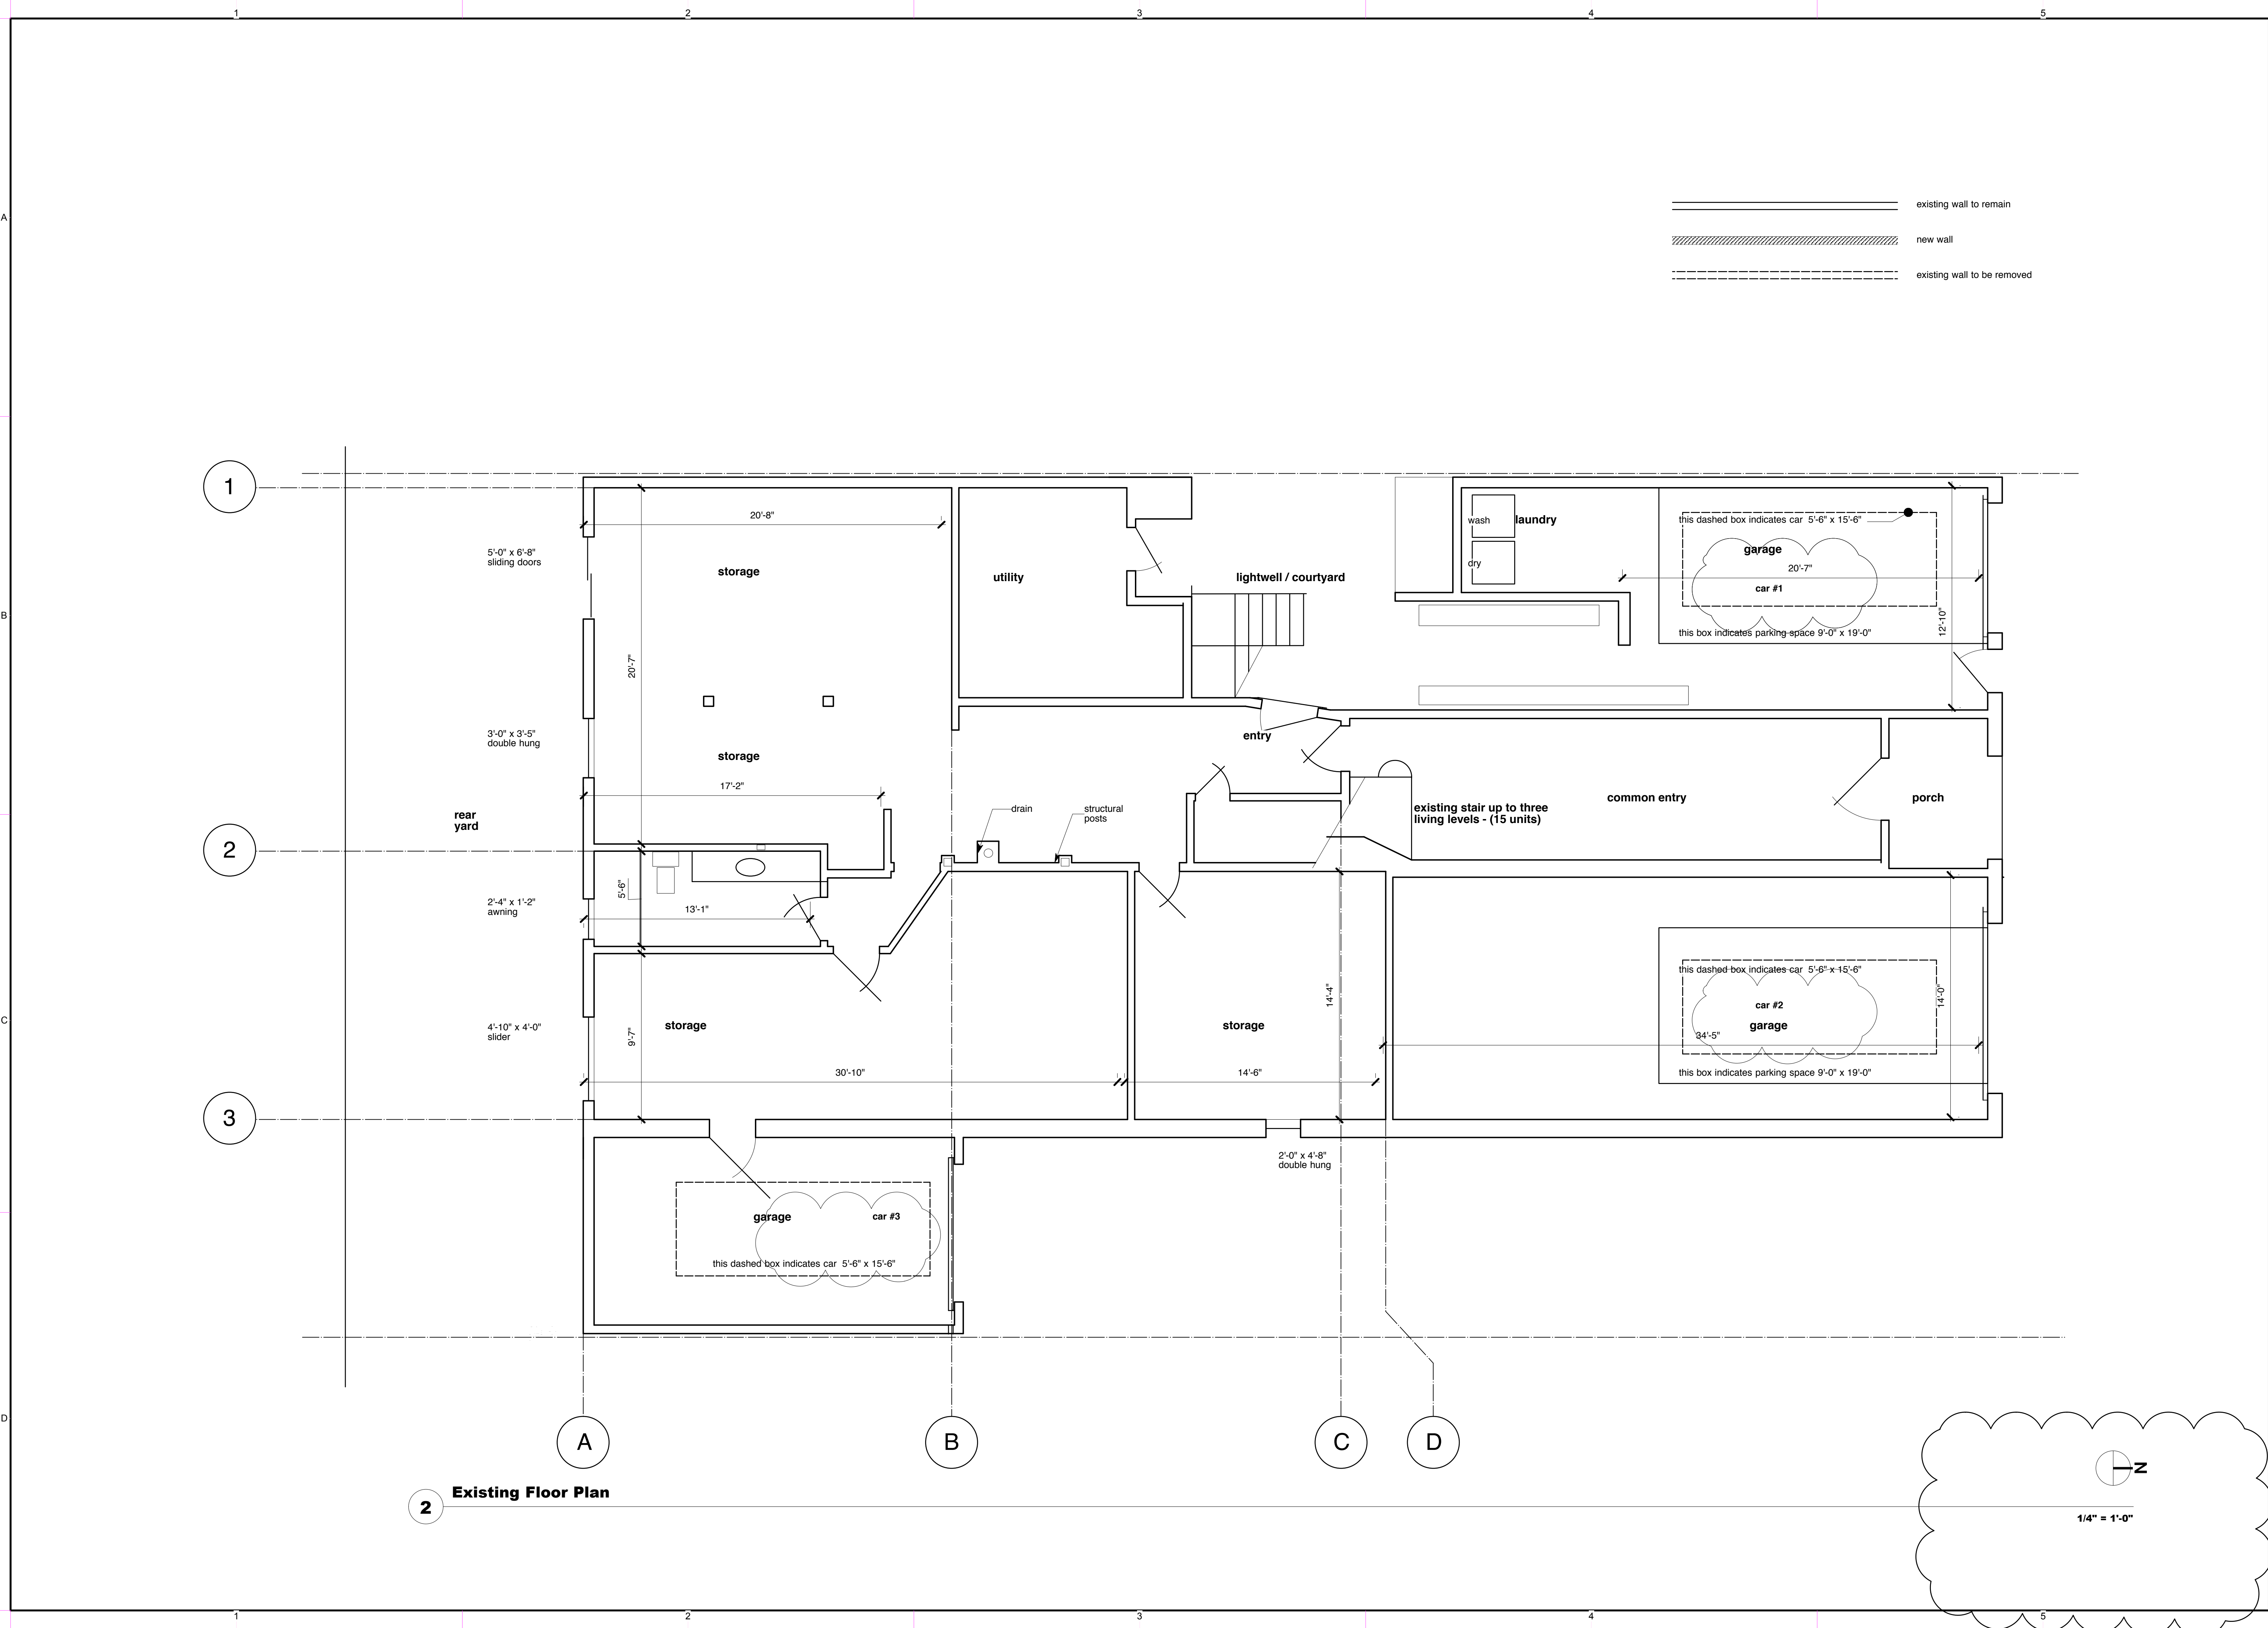 1 2 3 4 5
A
existing wall to remain
new wall
existing wall to be removed
1
20'-8"
wash
laundry
this dashed box indicates car 5'-6" x 15'-6"
5'-0" x 6'-8"
sliding doors
storage
utility
lightwell / courtyard
dry
garage
20'-7"
car #1
B
12'-10"
this box indicates parking space 9'-0" x 19'-0"
20'-7"
3'-0" x 3'-5"
double hung
storage
entry
17'-2"
rear
yard
drain
structural
posts
existing stair up to three
living levels - (15 units)
common entry
porch
2
5'-6"
2'-4" x 1'-2"
awning
13'-1"
this dashed box indicates car 5'-6" x 15'-6"
14'-4"
14'-0"
car #2
C
4'-10" x 4'-0"
slider
storage
9'-7"
storage
garage
34'-5"
30'-10"
14'-6"
this box indicates parking space 9'-0" x 19'-0"
3
2'-0" x 4'-8"
double hung
garage
car #3
this dashed box indicates car 5'-6" x 15'-6"
D
A B C D
N
2
Existing Floor Plan
1/4" = 1'-0"
1 2 3 4 5